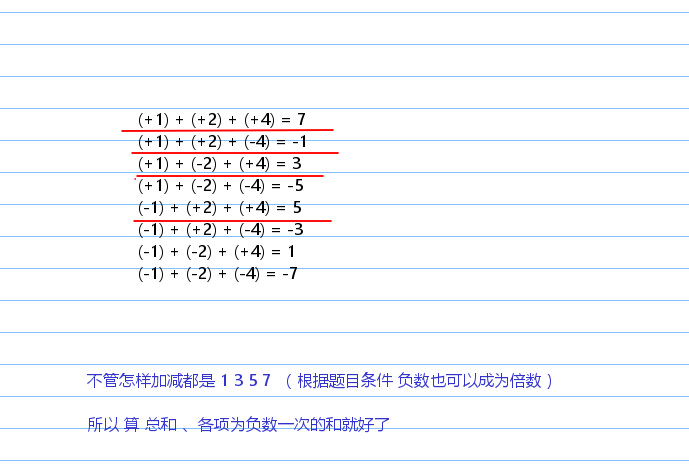 (+1) + (+2) + (+4) = 7
(+1) + (+2) + (-4) = -1
(+1) + (-2) + (+4) = 3
(+1) + (-2) + (-4) = -5
(-1) + (+2) + (+4) = 5
(-1) + (+2) + (-4) = -3
(-1) + (-2) + (+4) = 1
(-1) + (-2) + (-4) = -7
不管怎样加减都是 1 3 5 7 （ 根据题目条件 负数也可以成为倍数 ）
所以 算 总和 、各项为负数一次的和就好了